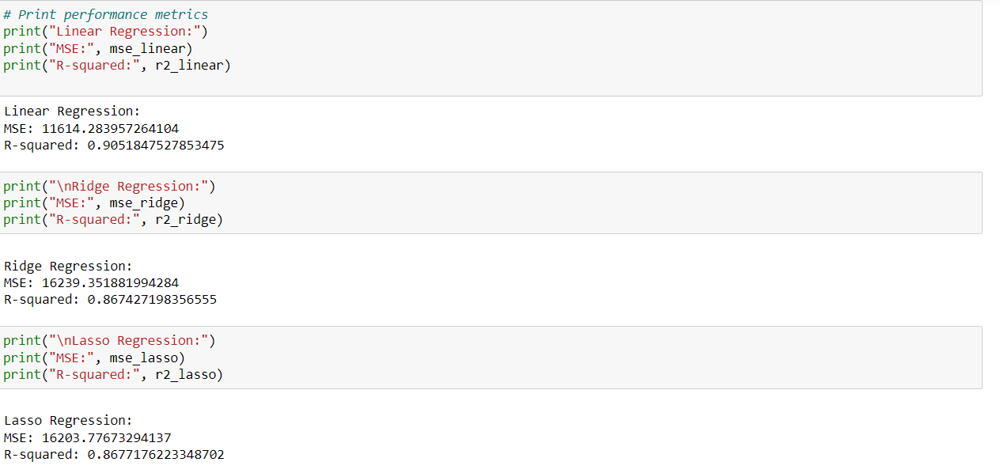 # Print performance metrics
print("Linear Regression:")
print("MSE:", mse_linear)
print("R-squared:", r2_linear)
Linear Regression:
MSE: 11614.283957264104
R-squared: 0.9051847527853475
print("\nRidge Regression:")
print("MSE:", mse_ridge)
print("R-squared:", r2_ridge)
Ridge Regression:
MSE: 16239.351881994284
R-squared: 0.867427198356555
print("\nLasso Regression:")
print("MSE:", mse_lasso)
print("R-squared:", r2_lasso)
Lasso Regression:
MSE: 16203.77673294137
R-squared: 0.8677176223348702